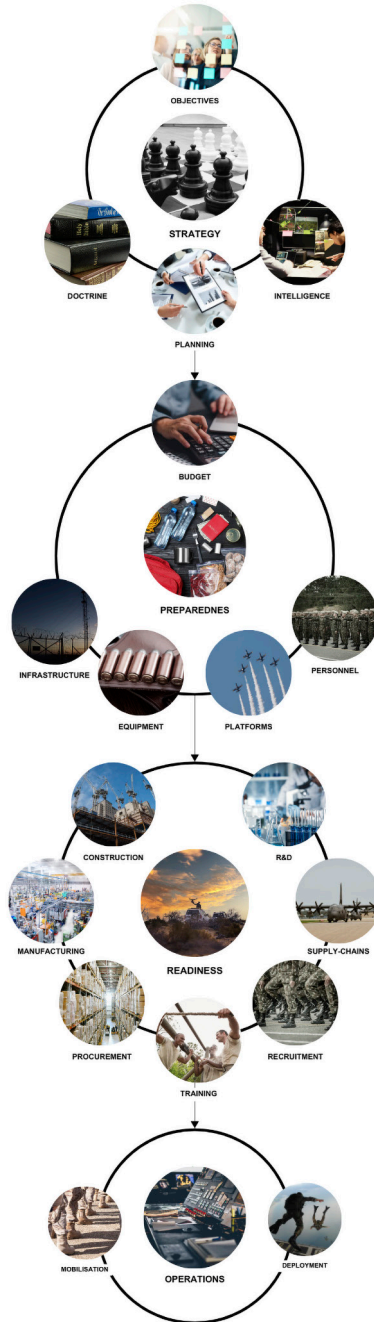 OBJECTIVES
STRATEGY
DOCTRINE
INTELLIGENCE
PLANNING
BUDGET
PREPAREDNES
INFRASTRUCTURE
PERSONNEL
EQUIPMENT
PLATFORMS
CONSTRUCTION
R&D
MANUFACTURING
READINESS
SUPPLY-CHAINS
PROCUREMENT
RECRUITMENT
TRAINING
MOBILISATION
OPERATIONS
DEPLOYMENT